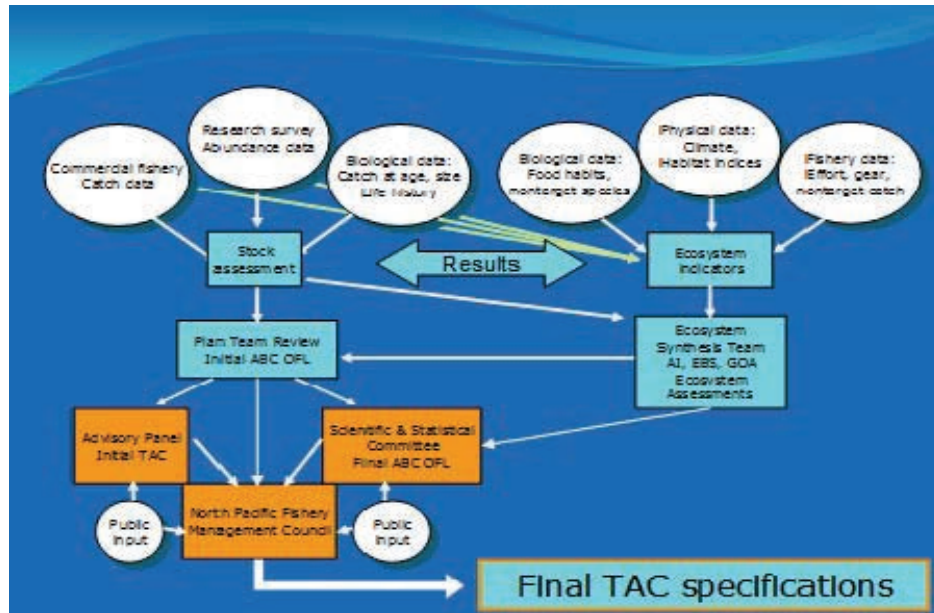 Commercial fishery
Catch data
Research survey
Abundance data
Biological data:
Catch at age, size
Life history
Biological data:
Food habits,
nontarget species
Physical data:
Climate,
Habitat indices
Fishery data:
Effort, gear,
nontarget catch
Stock
assessment
Results
Ecosystem
Indicators
Plan Team Review
Initial ABC OFL
Ecosystem
Synthesis Team
AI, EBS, GOA
Ecosystem
Assessments
Advisory Panel
Initial TAC
Scientific & Statistical
Committee
Final ABC OFL
Public
Input
North Pacific Fishery
Management Council
Public
Input
Final TAC specifications